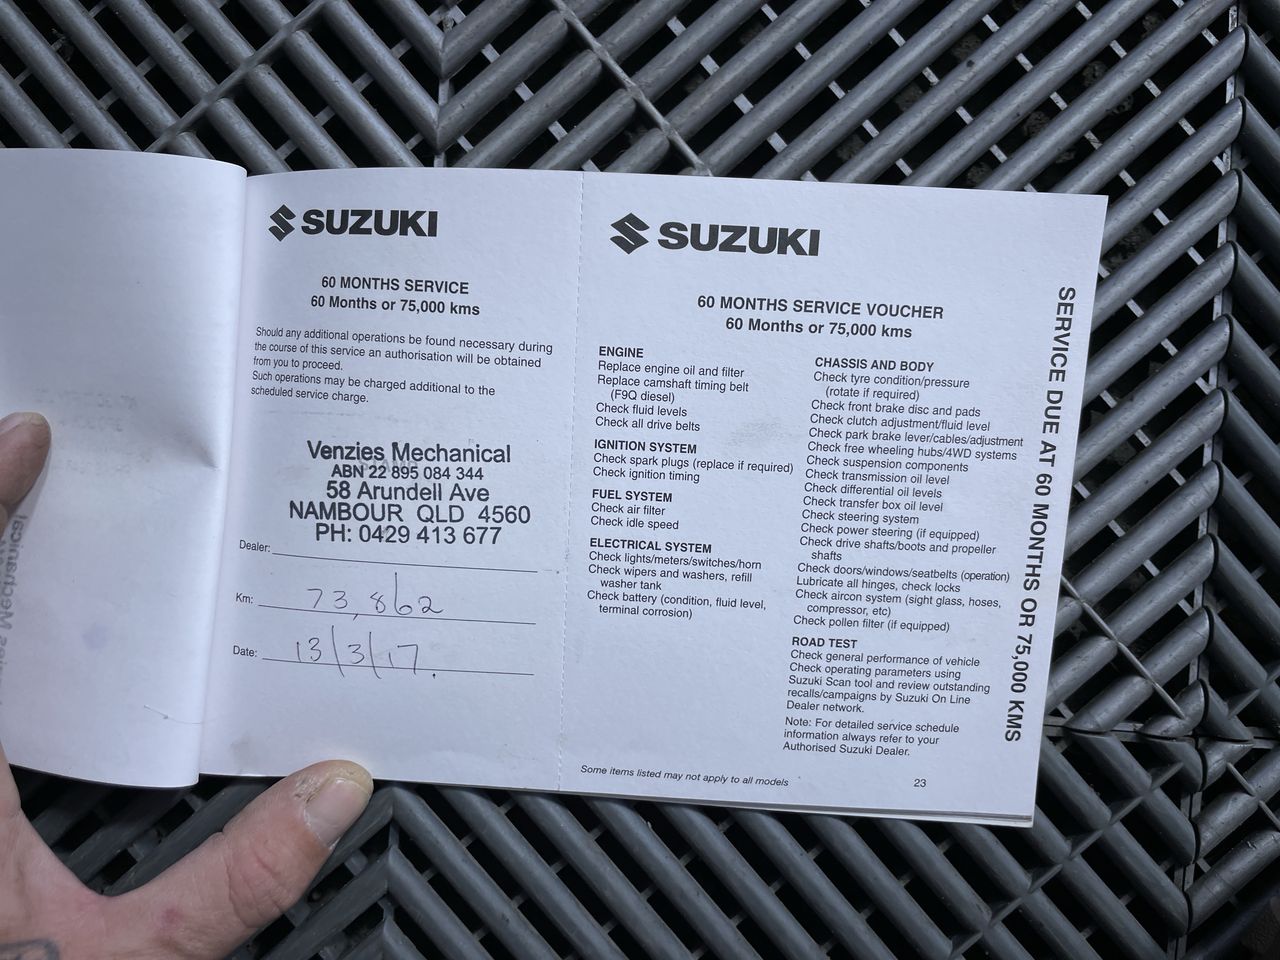 SUZUKI
60 MONTHS SERVICE
60 Months or 75,000 kms
Should any additional operations be found necessary during
the course of this service an authorisation will be obtained
from you to proceed.
Such operations may be charged additional to the
scheduled service charge.
Venzies Mechanical
ABN 22 895 084 344
58 Arundell Ave
NAMBOUR QLD 4560
PH: 0429 413 677
Dealer:
Km: 73,862
Date: 13/3/17.
SUZUKI
60 MONTHS SERVICE VOUCHER
60 Months or 75,000 kms
ENGINE
Replace engine oil and filter
Replace camshaft timing belt
(F9Q diesel)
Check fluid levels
Check all drive belts
IGNITION SYSTEM
Check spark plugs (replace if required)
Check ignition timing
FUEL SYSTEM
Check air filter
Check idle speed
ELECTRICAL SYSTEM
Check lights/meters/switches/horn
Check wipers and washers, refill
washer tank
Check battery (condition, fluid level,
terminal corrosion)
CHASSIS AND BODY
Check tyre condition/pressure
(rotate if required)
Check front brake disc and pads
Check clutch adjustment/fluid level
Check park brake lever/cables/adjustment
Check free wheeling hubs/4WD systems
Check suspension components
Check transmission oil level
Check differential oil levels
Check transfer box oil level
Check steering system
Check power steering (if equipped)
Check drive shafts/boots and propeller
shafts
Check doors/windows/seatbelts (operation)
Lubricate all hinges, check locks
Check aircon system (sight glass, hoses,
compressor, etc)
Check pollen filter (if equipped)
ROAD TEST
Check general performance of vehicle
Check operating parameters using
Suzuki Scan tool and review outstanding
recalls/campaigns by Suzuki On Line
Dealer network.
Note: For detailed service schedule
information always refer to your
Authorised Suzuki Dealer.
Some items listed may not apply to all models
23
SERVICE DUE AT 60 MONTHS OR 75,000 KMS
Mechanical